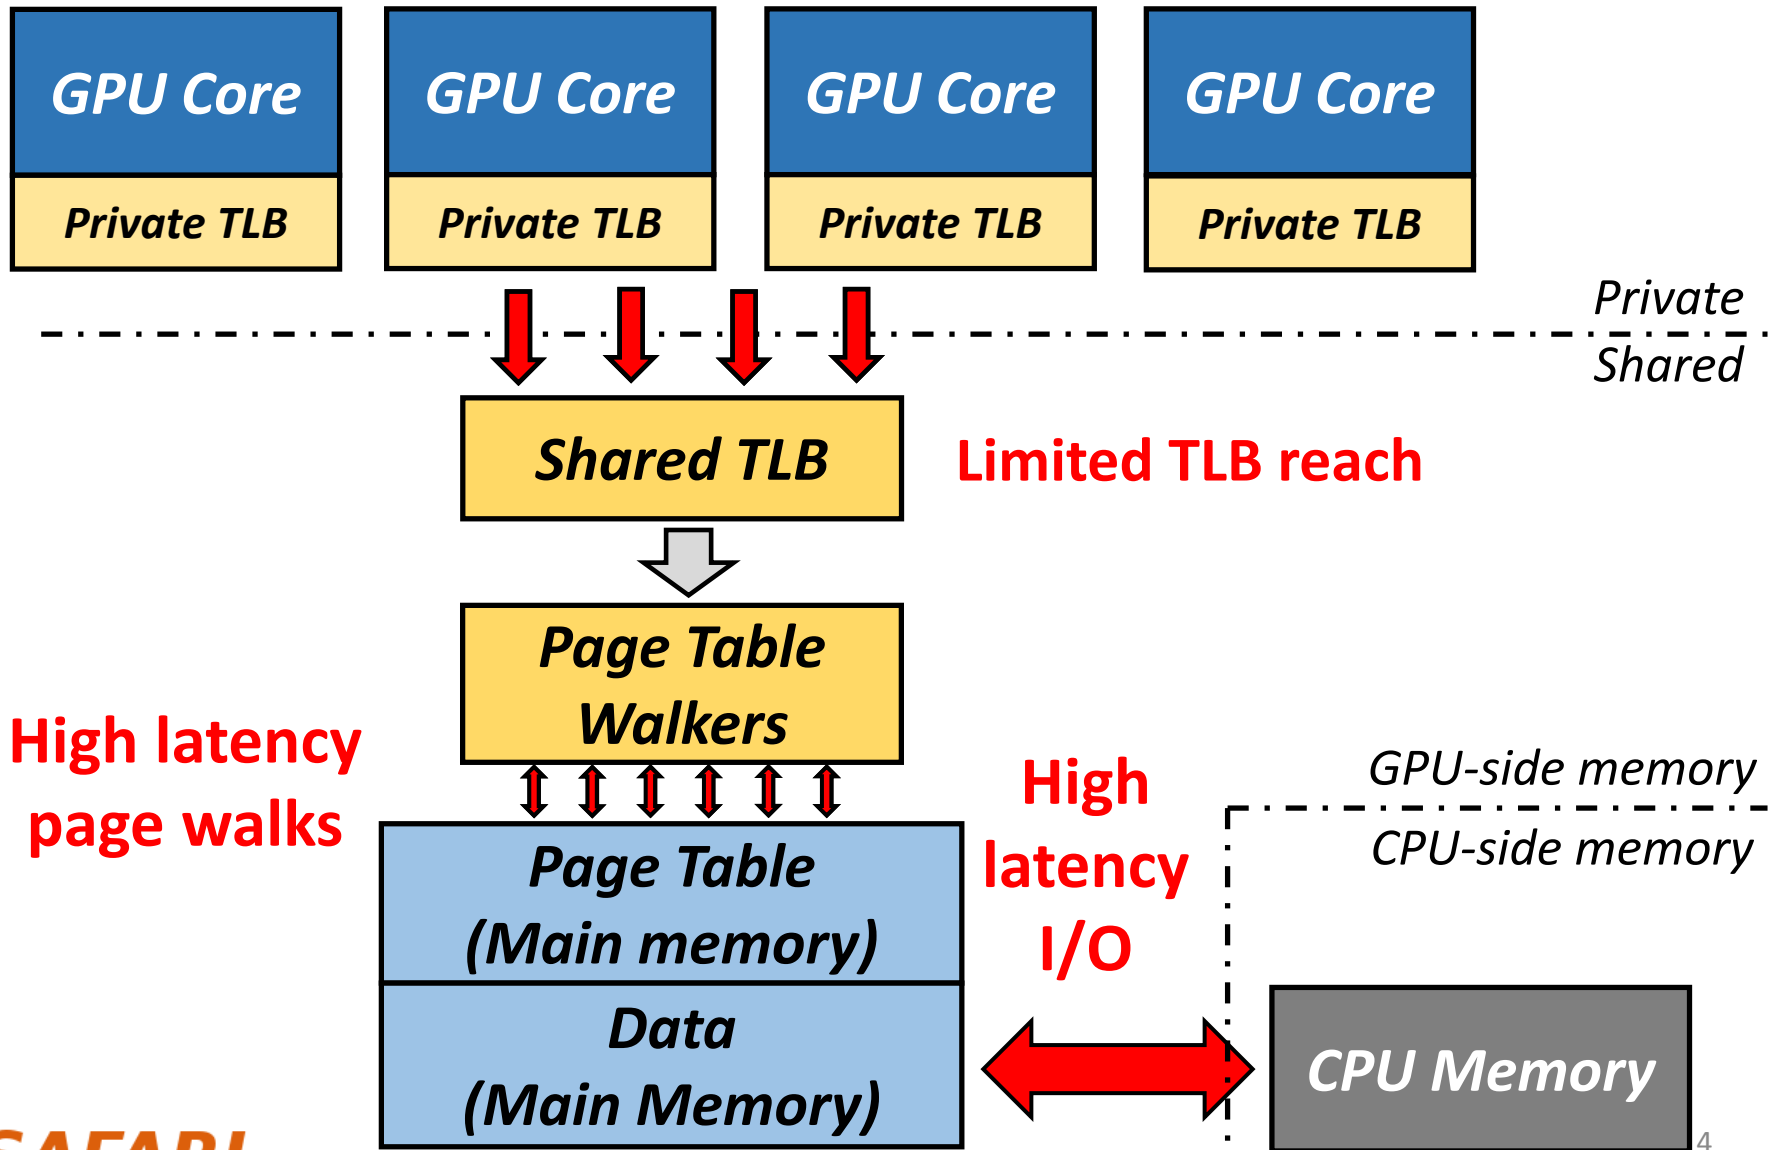 GPU Core
GPU Core
GPU Core
GPU Core
Private TLB
Private TLB
Private TLB
Private TLB
Private
Shared
Shared TLB
Limited TLB reach
Page Table
Walkers
High latency
page walks
High
latency
I/O
GPU-side memory
CPU-side memory
Page Table
(Main memory)
Data
(Main Memory)
CPU Memory
SAFARI
4